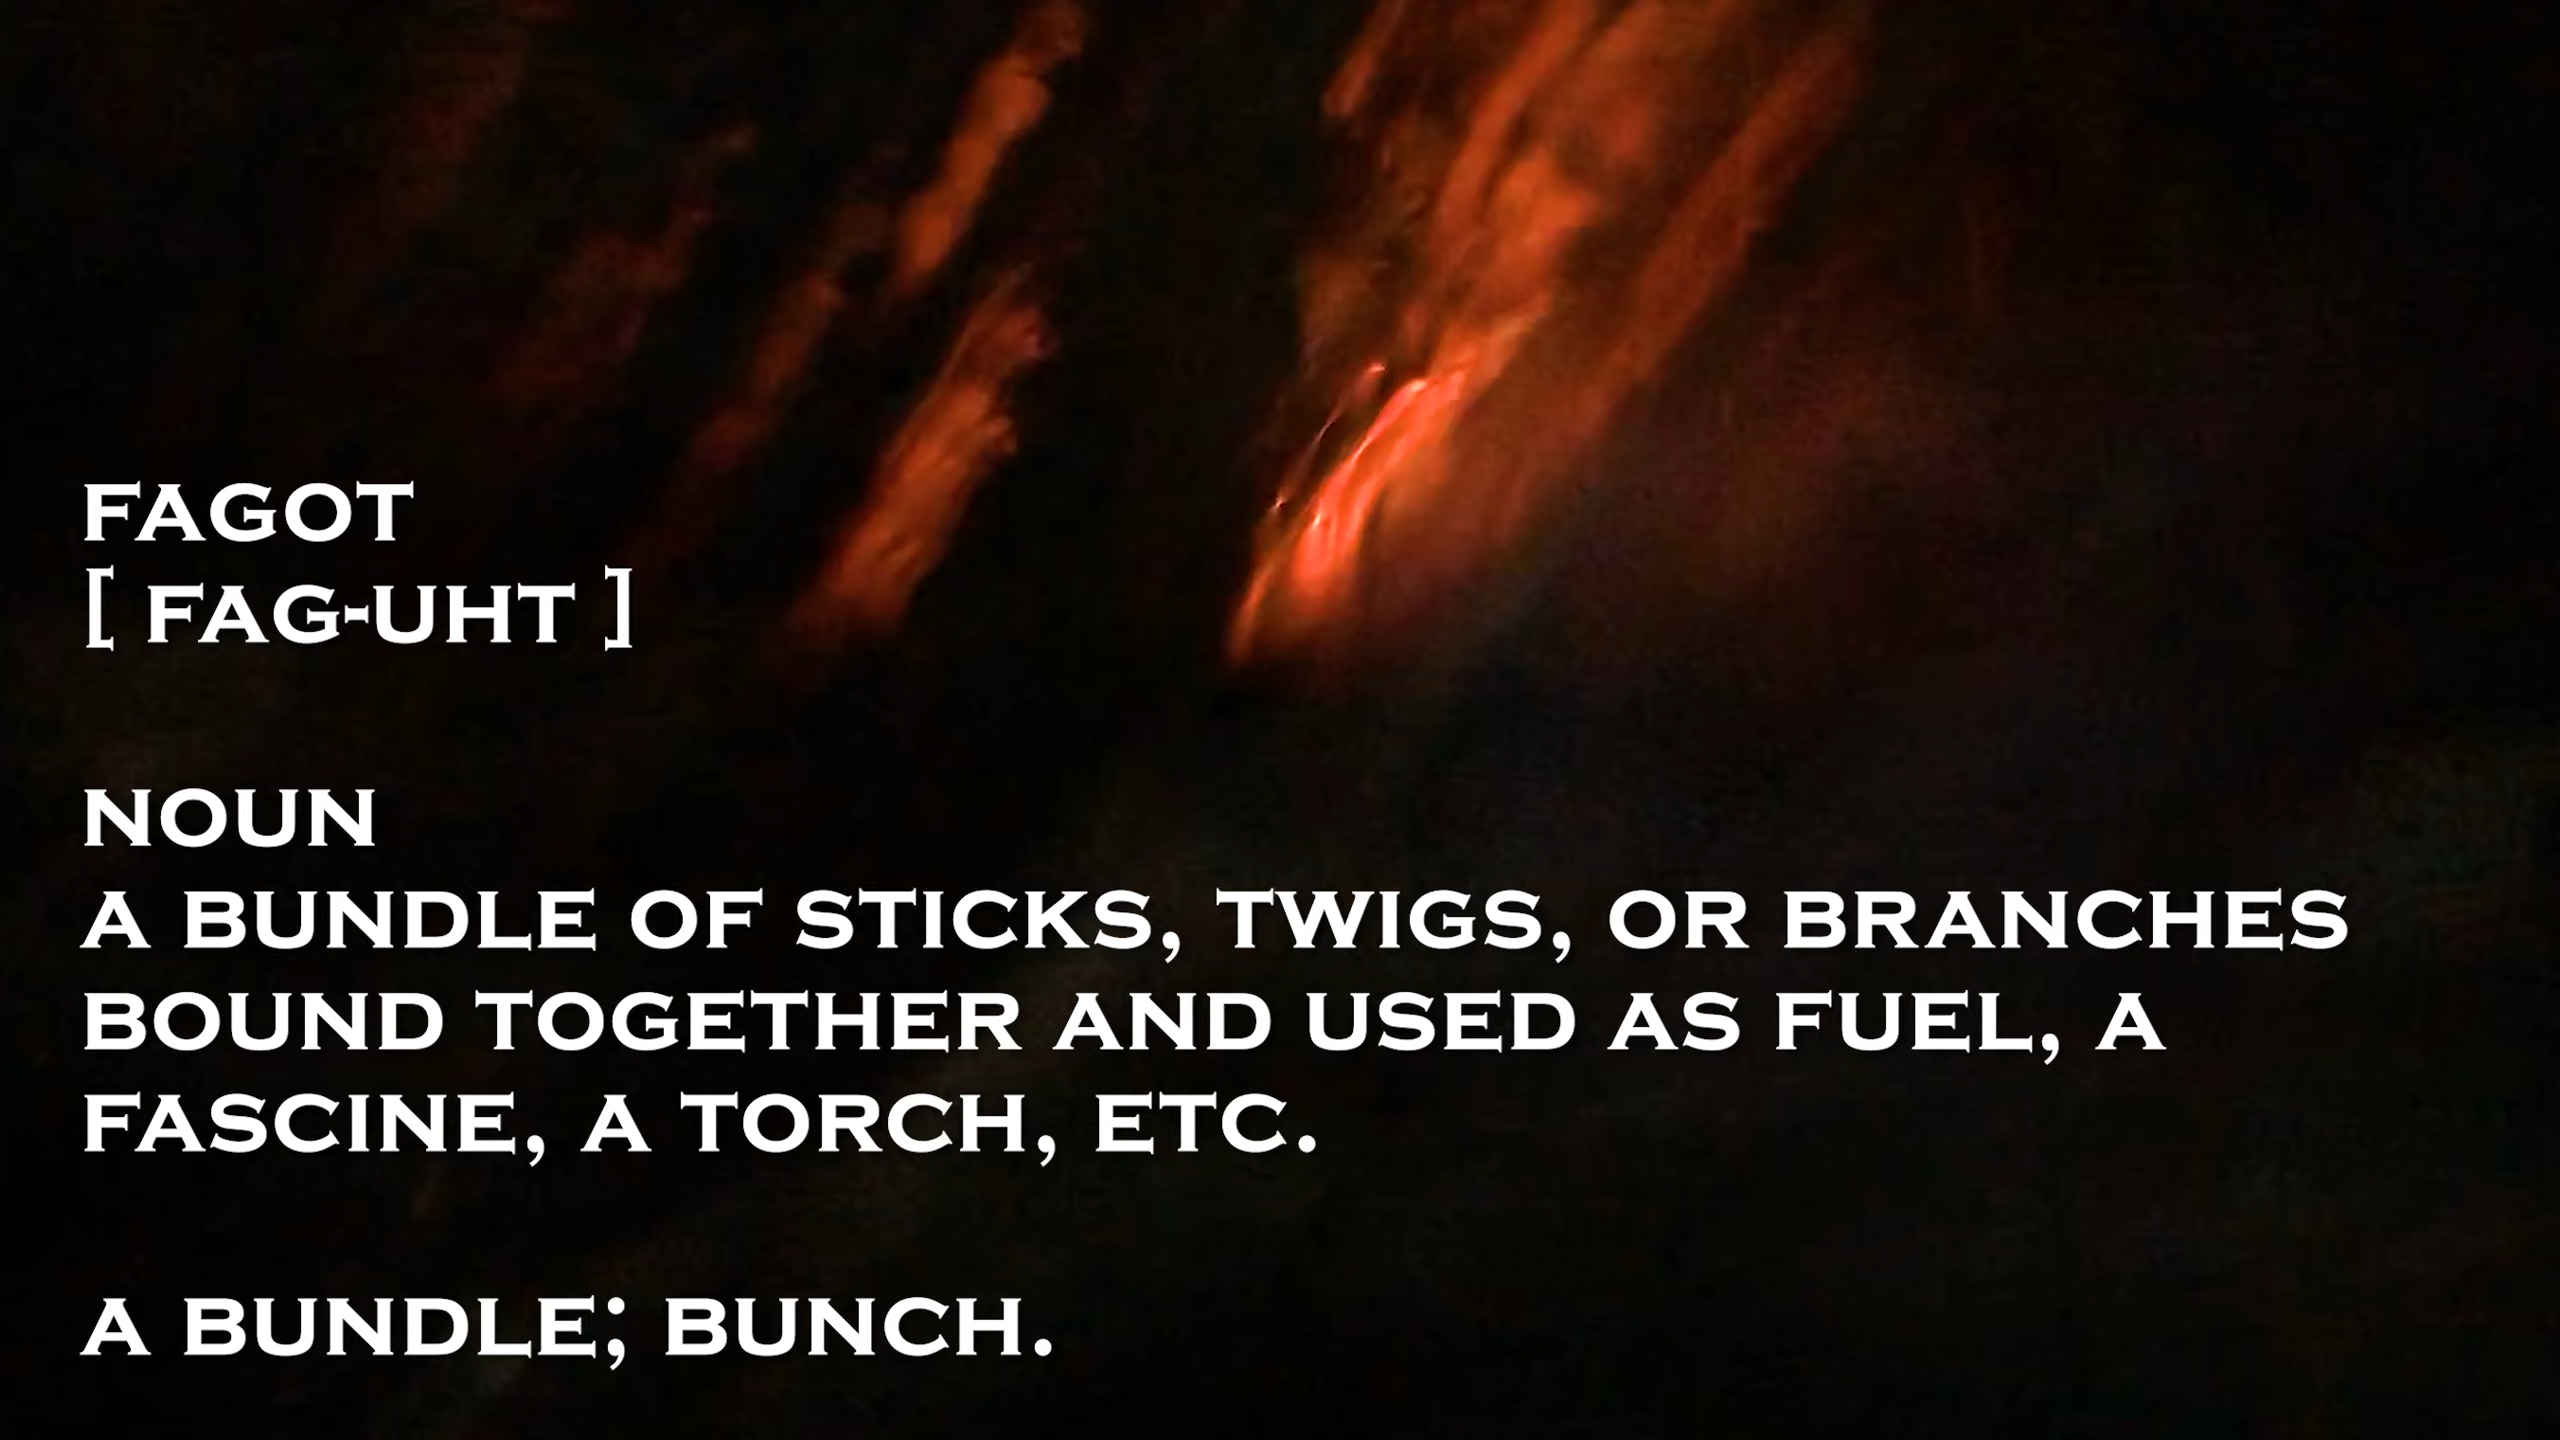 FAGOT
[ FAG-UHT ]
NOUN
A BUNDLE OF STICKS, TWIGS, OR BRANCHES
BOUND TOGETHER AND USED AS FUEL, A
FASCINE, A TORCH, ETC.
A BUNDLE; BUNCH.